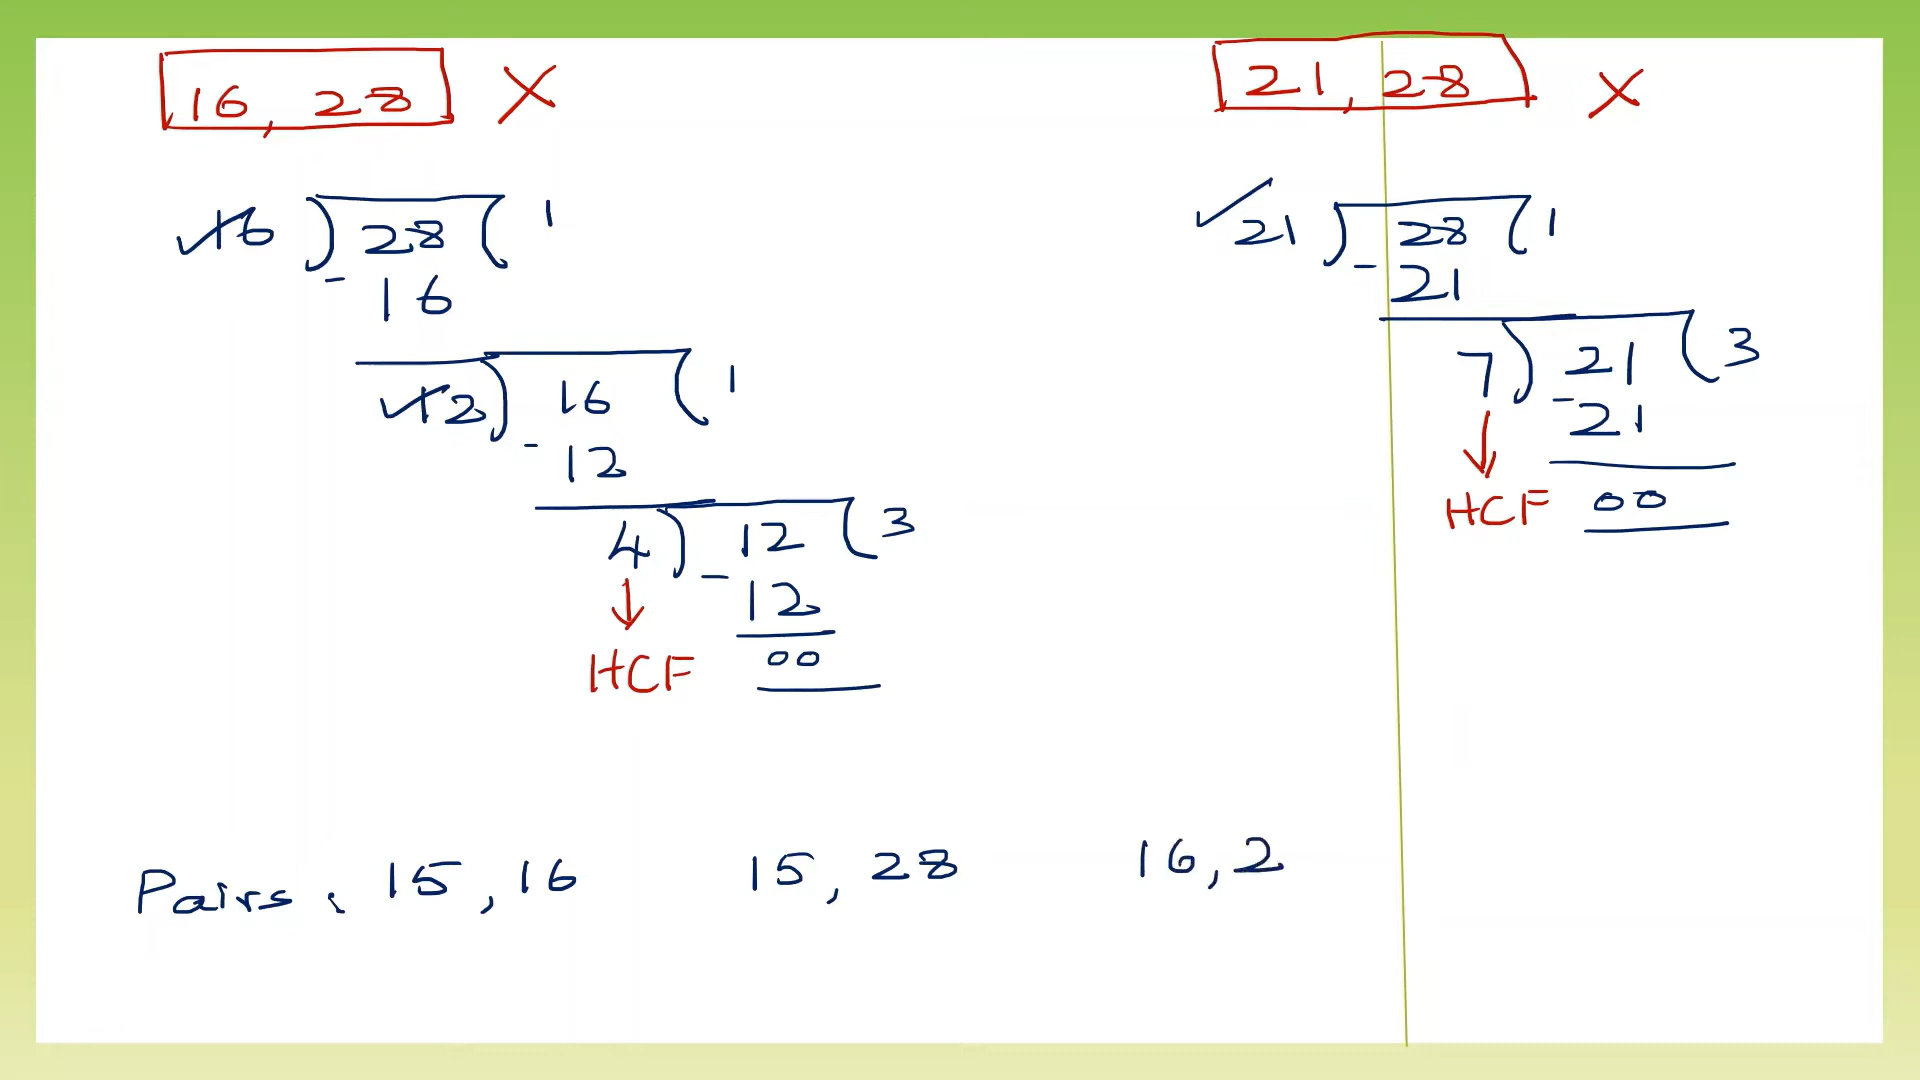 16, 28 X
16 ) 28 ( 1
- 16
12 ) 16 ( 1
- 12
4 ) 12 ( 3
- 12
HCF
00
21, 28 X
21 ) 28 ( 1
- 21
7 ) 21 ( 3
- 21
HCF
00
Pairs : 15, 16 15, 28 16, 2